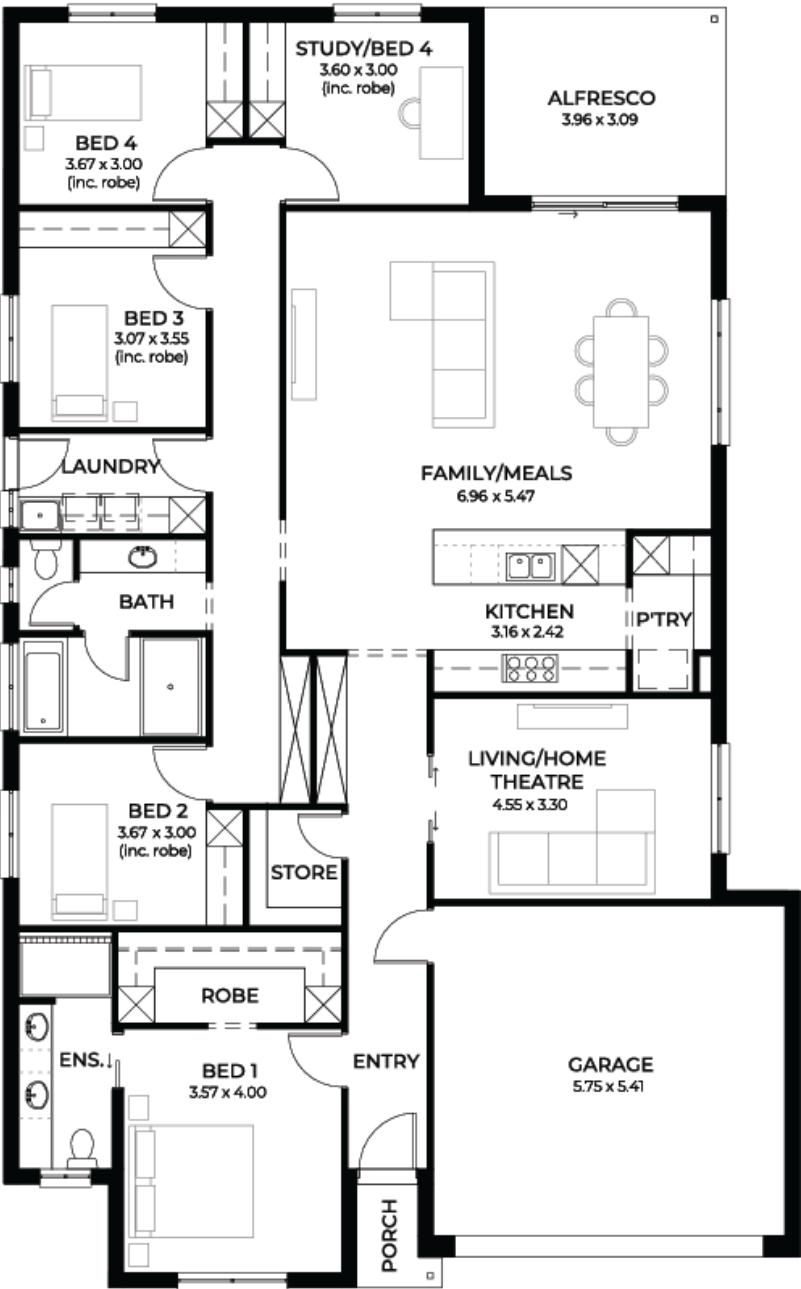 STUDY/BED 4
3.60 x 3.00
(inc. robe)
ALFRESCO
3.96 x 3.09
BED 4
3.67 x 3.00
(inc. robe)
BED 3
3.07 x 3.55
(inc. robe)
LAUNDRY
FAMILY/MEALS
6.96 x 5.47
BATH
KITCHEN
3.16 x 2.42
P'TRY
LIVING/HOME
THEATRE
4.55 x 3.30
BED 2
3.67 x 3.00
(inc. robe)
STORE
ROBE
ENS.
BED 1
3.57 x 4.00
ENTRY
GARAGE
5.75 x 5.41
PORCH